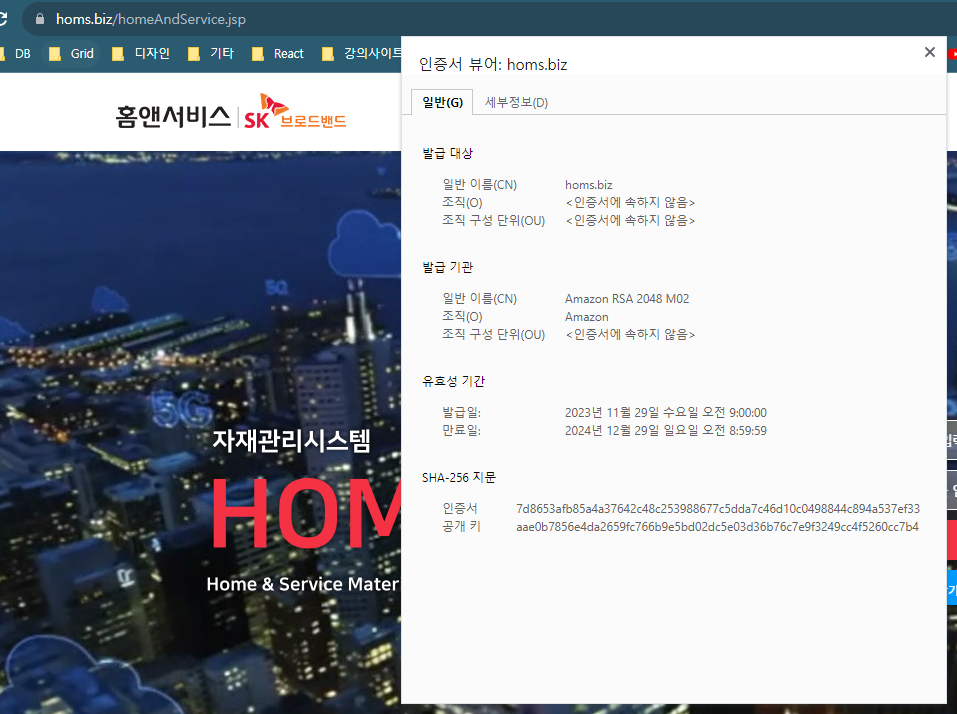 homs.biz/homeAndService.jsp
DB Grid 디자인 기타 React 강의사이트
인증서 뷰어: homs.biz
일반(G) 세부정보(D)
홈앤서비스 SK브로드밴드
발급 대상
일반 이름(CN) homs.biz
조직(O) <인증서에 속하지 않음>
조직 구성 단위(OU) <인증서에 속하지 않음>
발급 기관
일반 이름(CN) Amazon RSA 2048 M02
조직(O) Amazon
조직 구성 단위(OU) <인증서에 속하지 않음>
유효성 기간
발급일: 2023년 11월 29일 수요일 오전 9:00:00
만료일: 2024년 12월 29일 일요일 오전 8:59:59
SHA-256 지문
인증서 7d8653afb85a4a37642c48c253988677c5dda7c46d10c0498844c894a537ef33
공개 키 aae0b7856e4da2659fc766b9e5bd02dc5e03d36b76c7e9f3249cc4f5260cc7b4
5G
5G
자재관리시스템
HOM
Home & Service Mater